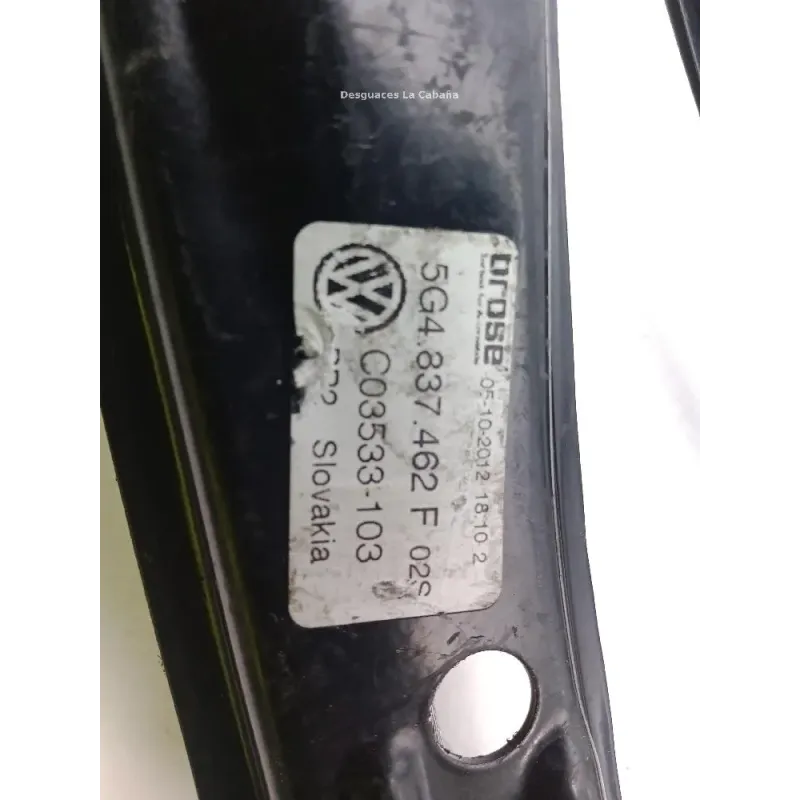 Desguaces La Cabaña
brose
05-10-2012 18:10 2
5G4.837.462 F 02S
C03533-103
Slovakia